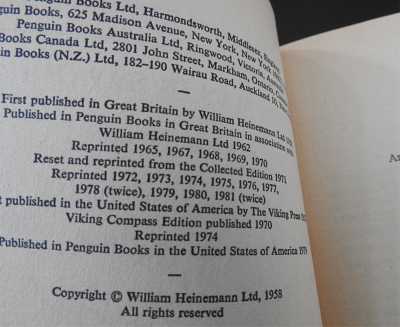 Penguin Books Ltd, Harmondsworth, Middlesex, England
Penguin Books, 625 Madison Avenue, New York, New York
Penguin Books Australia Ltd, Ringwood, Victoria, Australia
Books Canada Ltd, 2801 John Street, Markham, Ontario,
Books (N.Z.) Ltd, 182–190 Wairau Road, Auckland 10,
—
First published in Great Britain by William Heinemann Ltd
Published in Penguin Books in Great Britain in association with
William Heinemann Ltd 1962
Reprinted 1965, 1967, 1968, 1969, 1970
Reset and reprinted from the Collected Edition 1971
Reprinted 1972, 1973, 1974, 1975, 1976, 1977,
1978 (twice), 1979, 1980, 1981 (twice)
published in the United States of America by The Viking Press
Viking Compass Edition published 1970
Reprinted 1974
Published in Penguin Books in the United States of America
—
Copyright © William Heinemann Ltd, 1958
All rights reserved